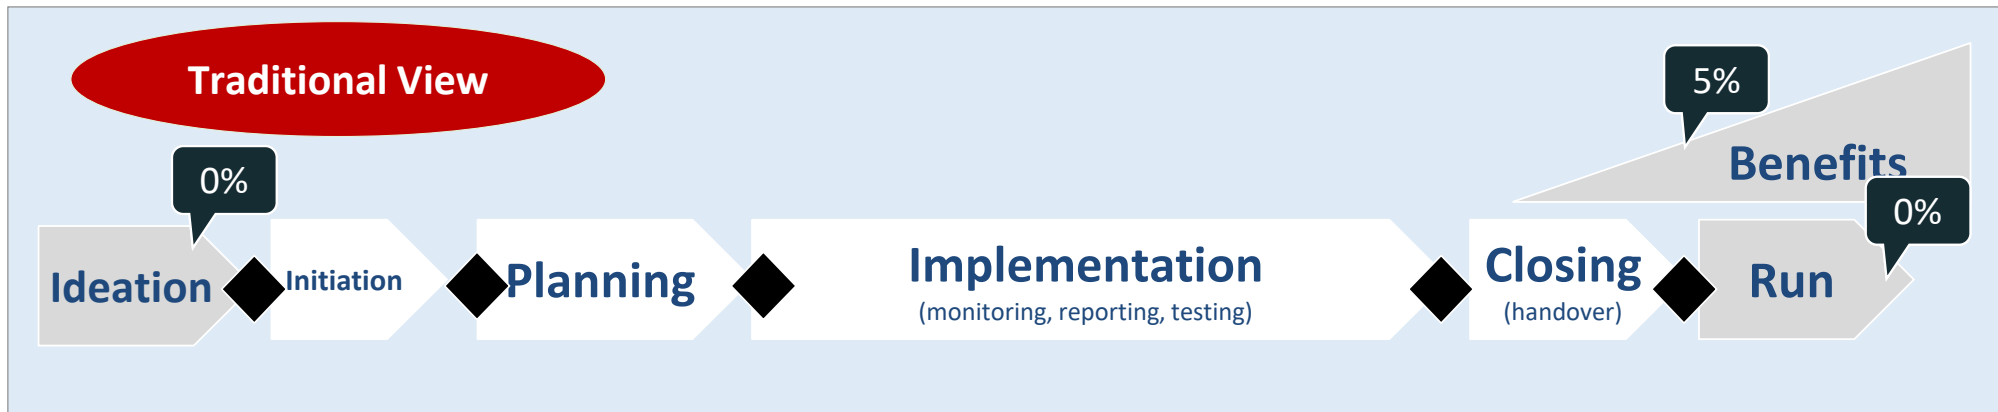 Traditional View
5%
Benefits
0%
0%
Ideation
Initiation
Planning
Implementation
(monitoring, reporting, testing)
Closing
(handover)
Run